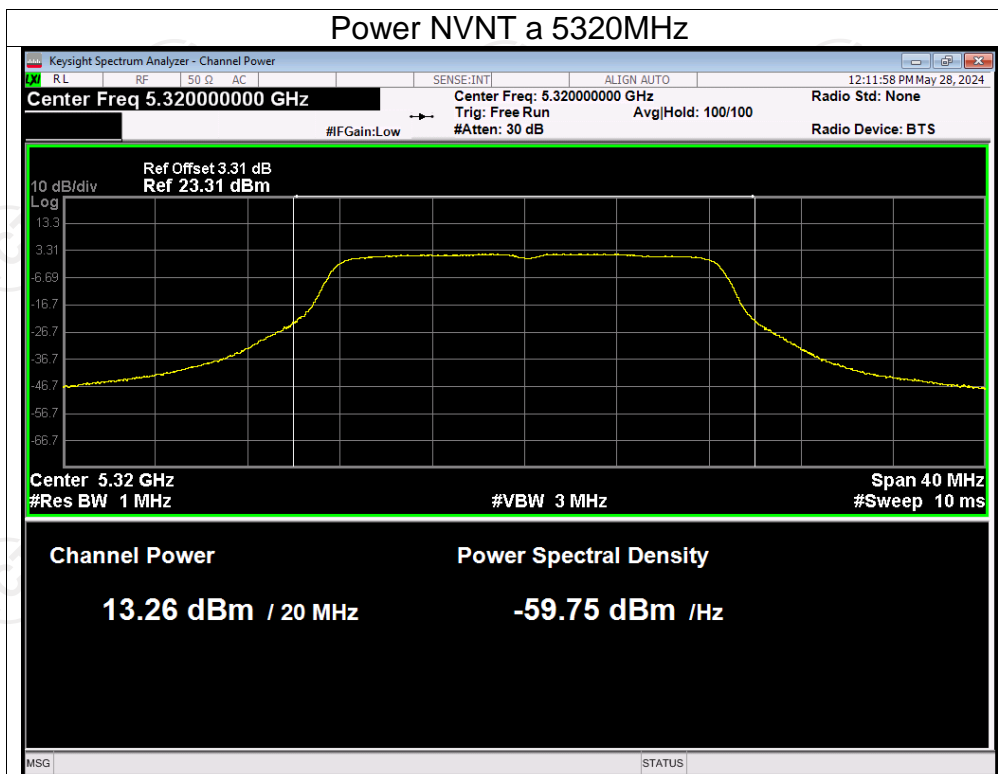 Power NVNT a 5320MHz
Keysight Spectrum Analyzer - Channel Power
LXI RL RF 50 Ω AC SENSE:INT ALIGN AUTO 12:11:58 PM May 28, 2024
Center Freq 5.320000000 GHz
Center Freq: 5.320000000 GHz
Radio Std: None
Trig: Free Run Avg|Hold: 100/100
#IFGain:Low #Atten: 30 dB
Radio Device: BTS
Ref Offset 3.31 dB
10 dB/div Ref 23.31 dBm
Log
13.3
3.31
-6.69
-16.7
-26.7
-36.7
-46.7
-56.7
-66.7
Center 5.32 GHz Span 40 MHz
#Res BW 1 MHz #VBW 3 MHz #Sweep 10 ms
Channel Power Power Spectral Density
13.26 dBm / 20 MHz -59.75 dBm /Hz
MSG STATUS